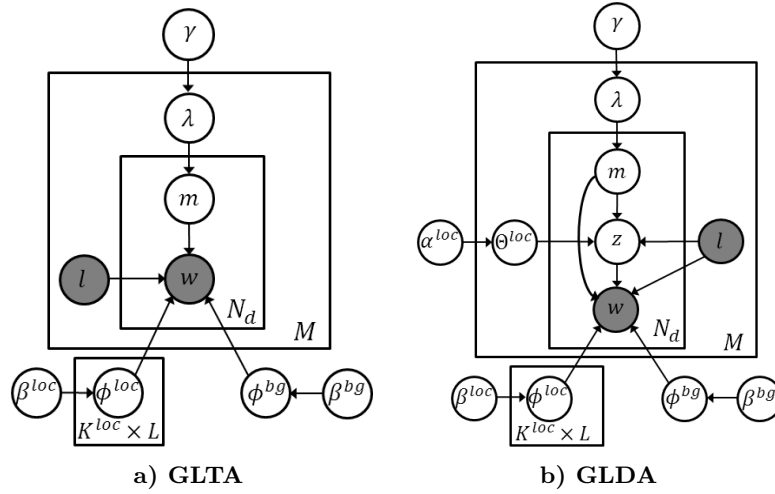 γ
λ
m
l
w
N_d
M
β^{loc}
ϕ^{loc}
ϕ^{bg}
β^{bg}
K^{loc} × L
a) GLTA
γ
λ
m
α^{loc}
Θ^{loc}
z
l
w
N_d
M
β^{loc}
ϕ^{loc}
ϕ^{bg}
β^{bg}
K^{loc} × L
b) GLDA